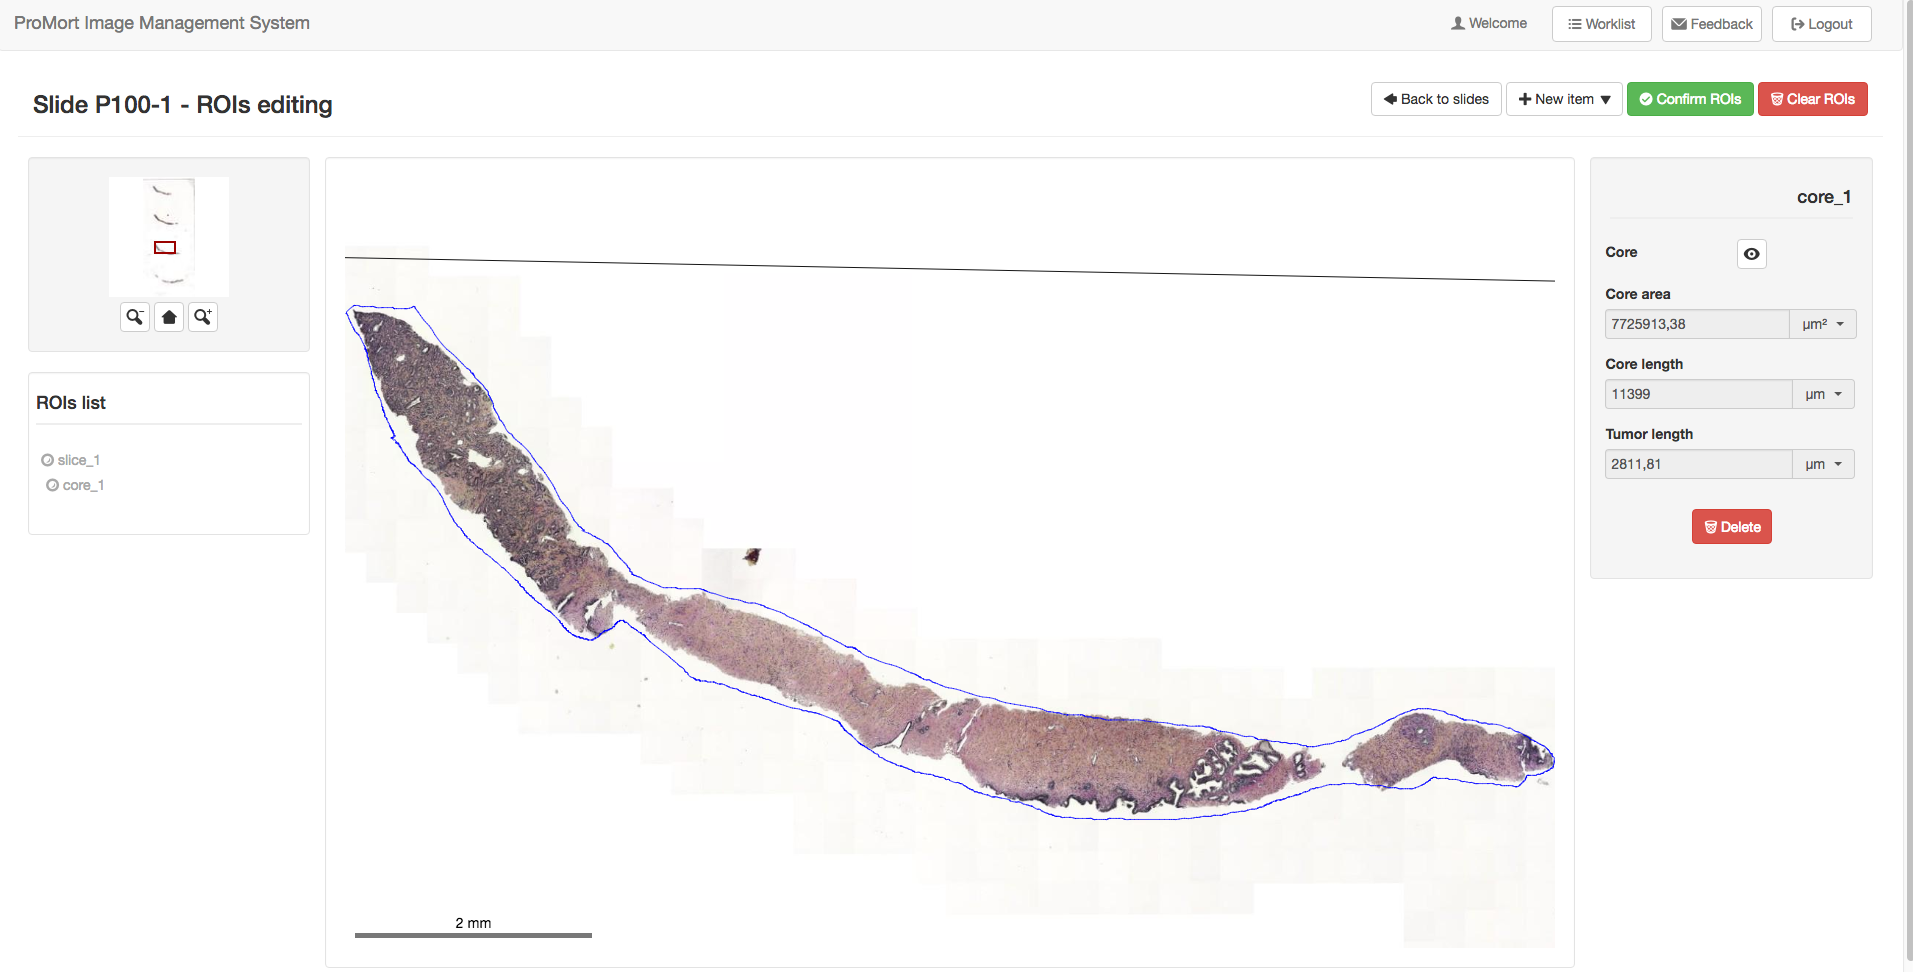 ProMort Image Management System
Welcome
Worklist
Feedback
Logout
Slide P100-1 - ROIs editing
Back to slides
New item
Confirm ROIs
Clear ROIs
ROIs list
slice_1
core_1
2 mm
core_1
Core
Core area
7725913,38
µm²
Core length
11399
µm
Tumor length
2811,81
µm
Delete